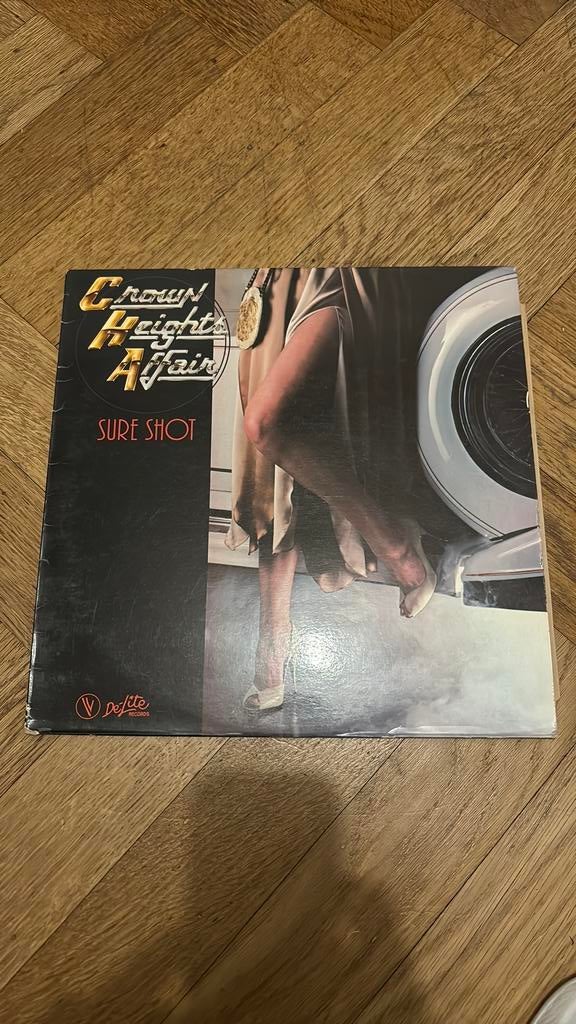 Crown
Heights
Affair
SURE SHOT
De-Lite
RECORDS